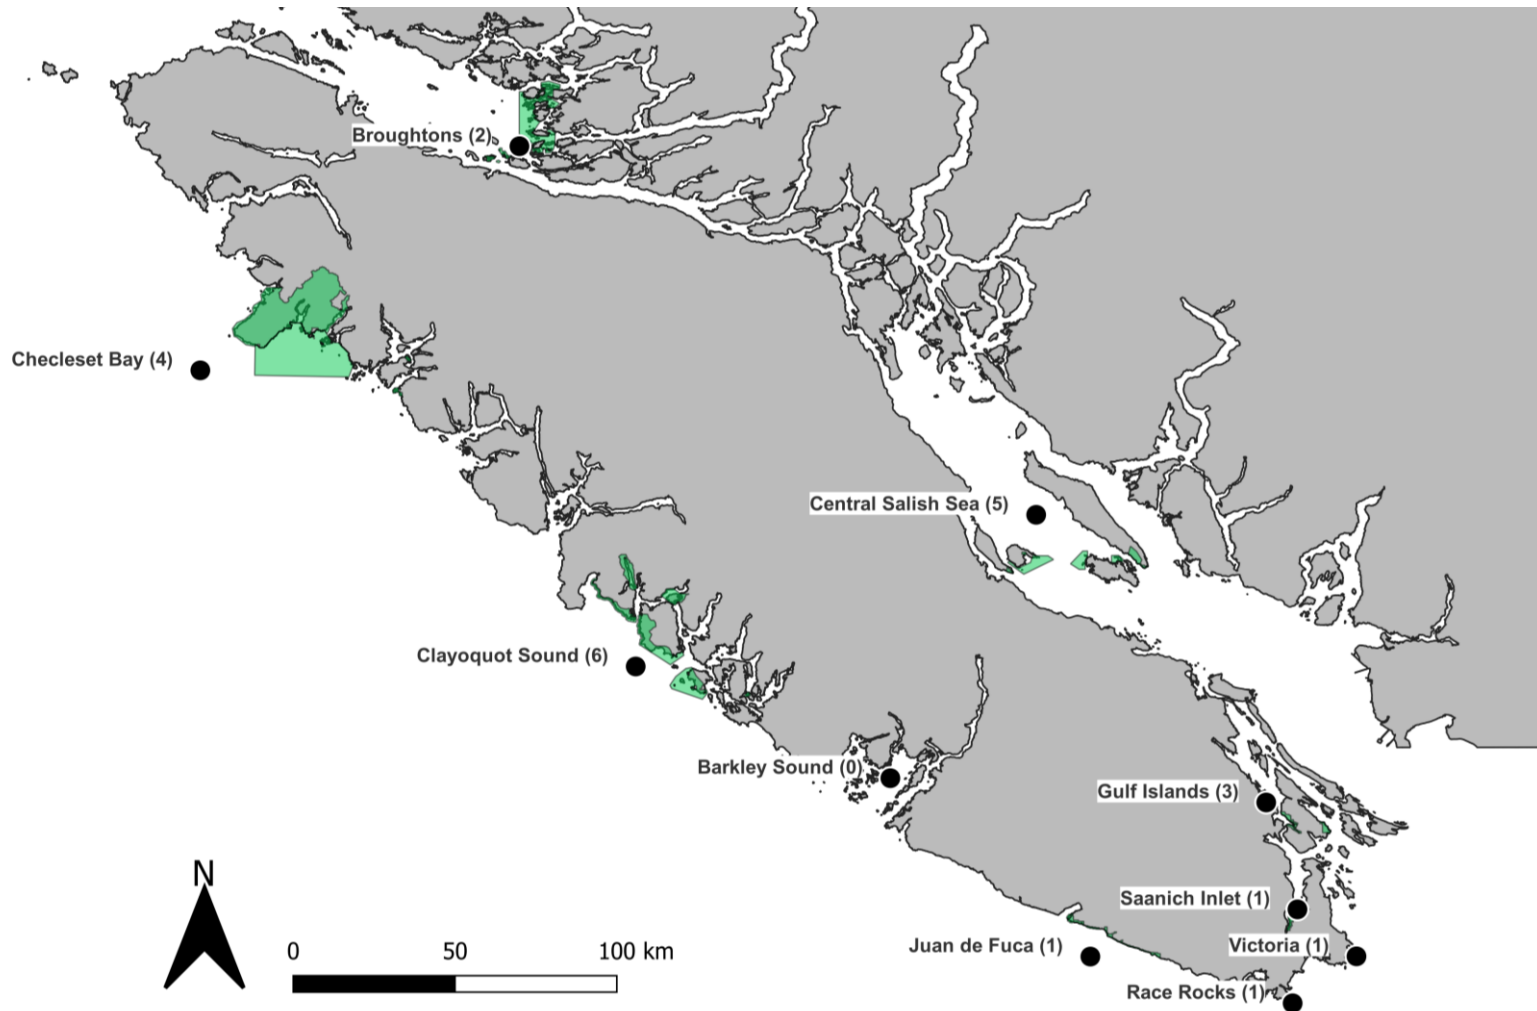 Broughtons (2)
Checleset Bay (4)
Central Salish Sea (5)
Clayoquot Sound (6)
Barkley Sound (0)
Gulf Islands (3)
N
Saanich Inlet (1)
0 50 100 km
Juan de Fuca (1)
Victoria (1)
Race Rocks (1)